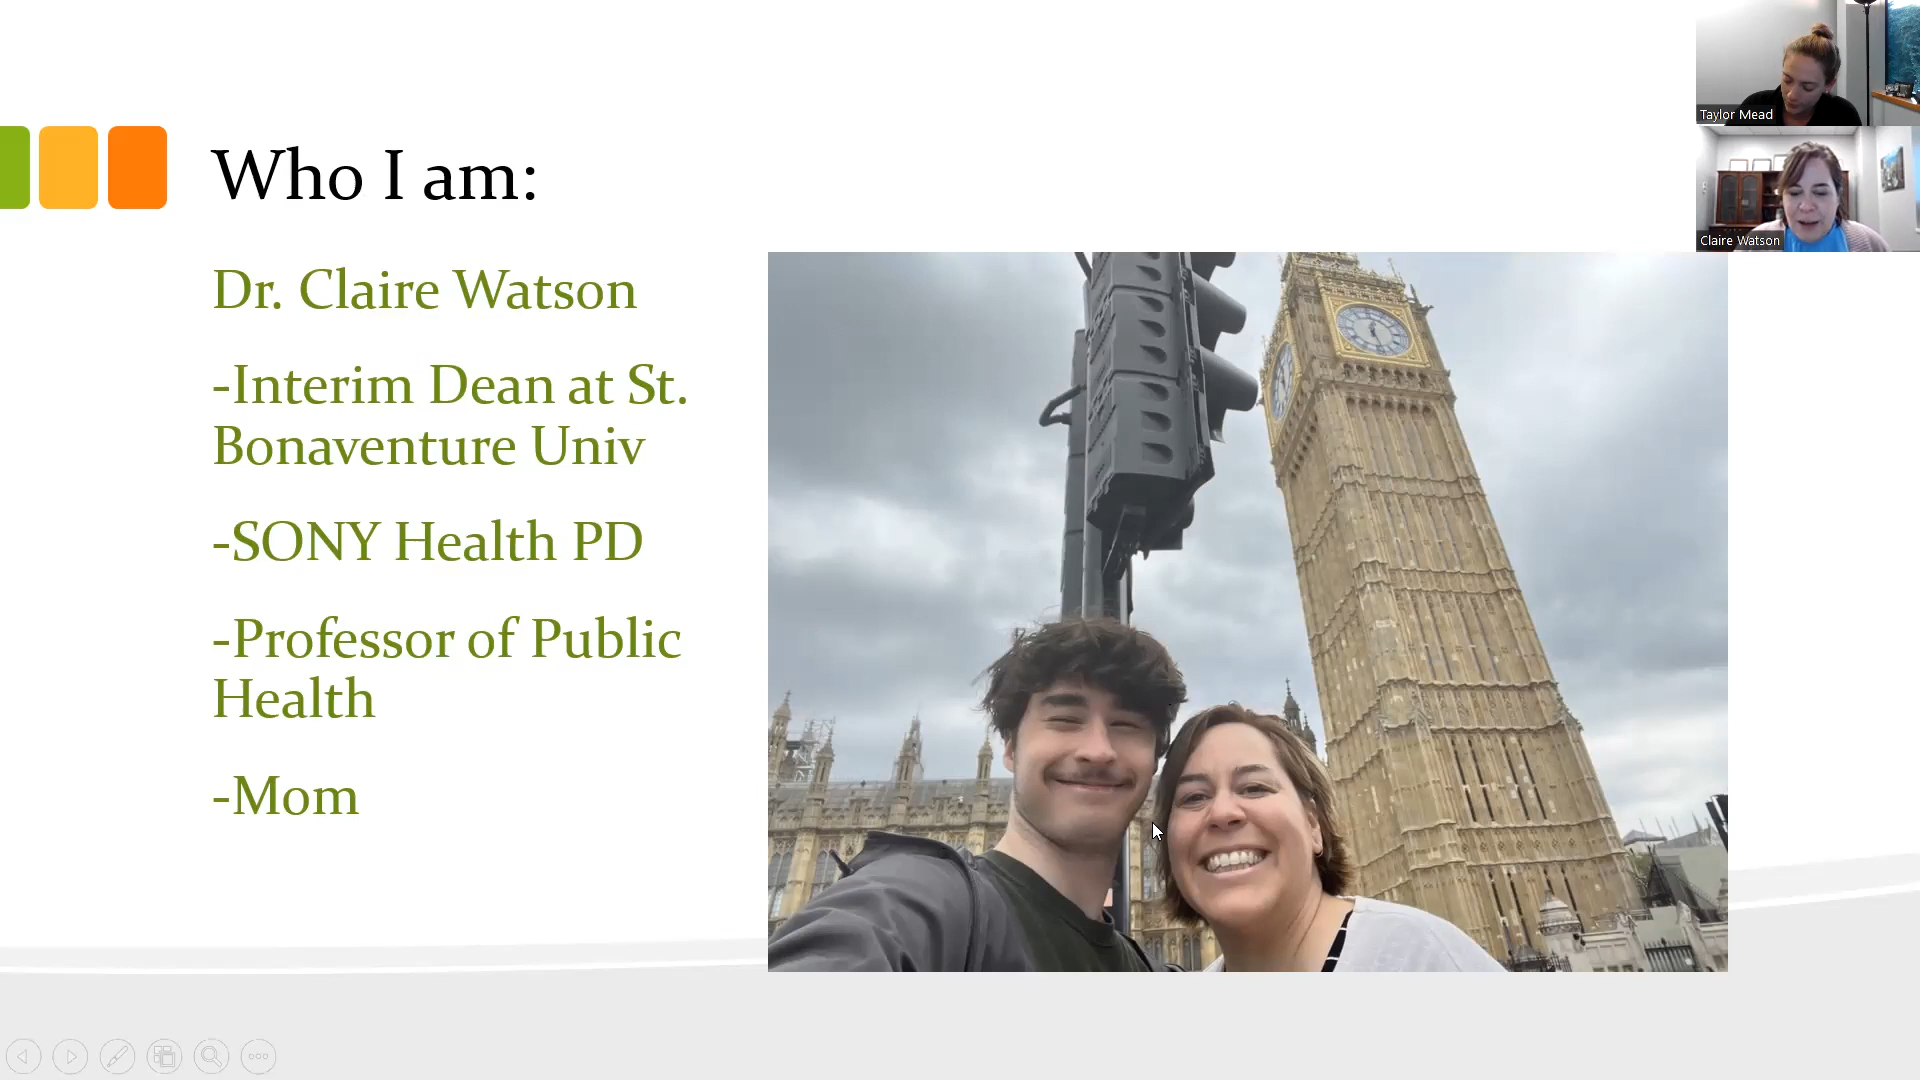 Taylor Mead
Claire Watson
Who I am:
Dr. Claire Watson
-Interim Dean at St.
Bonaventure Univ
-SONY Health PD
-Professor of Public
Health
-Mom